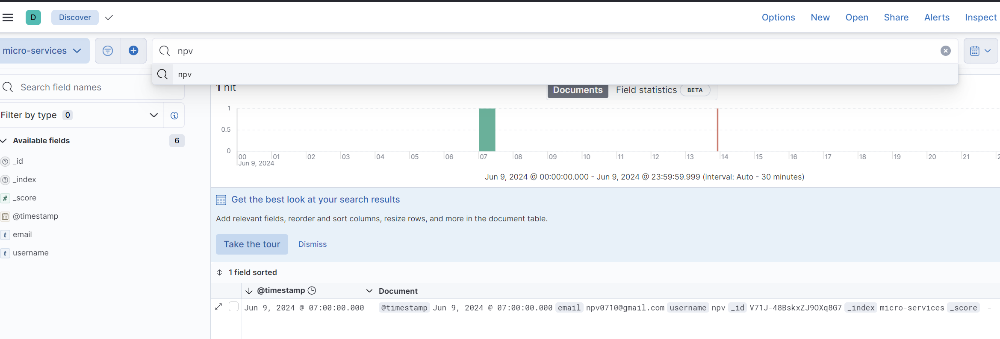 D Discover Options New Open Share Alerts Inspect
micro-services npv
npv
Search field names
1 hit Documents Field statistics BETA
Filter by type 0
Available fields 6
_id
_index
_score
@timestamp
email
username
1
0.5
0
00 01 02 03 04 05 06 07 08 09 10 11 12 13 14 15 16 17 18 19 20 21 2
Jun 9, 2024
Jun 9, 2024 @ 00:00:00.000 - Jun 9, 2024 @ 23:59:59.999 (interval: Auto - 30 minutes)
Get the best look at your search results
Add relevant fields, reorder and sort columns, resize rows, and more in the document table.
Take the tour Dismiss
1 field sorted
@timestamp Document
Jun 9, 2024 @ 07:00:00.000 @timestamp Jun 9, 2024 @ 07:00:00.000 email npv0710@gmail.com username npv _id V71J-48BskxZJ9OXq8G7 _index micro-services _score -